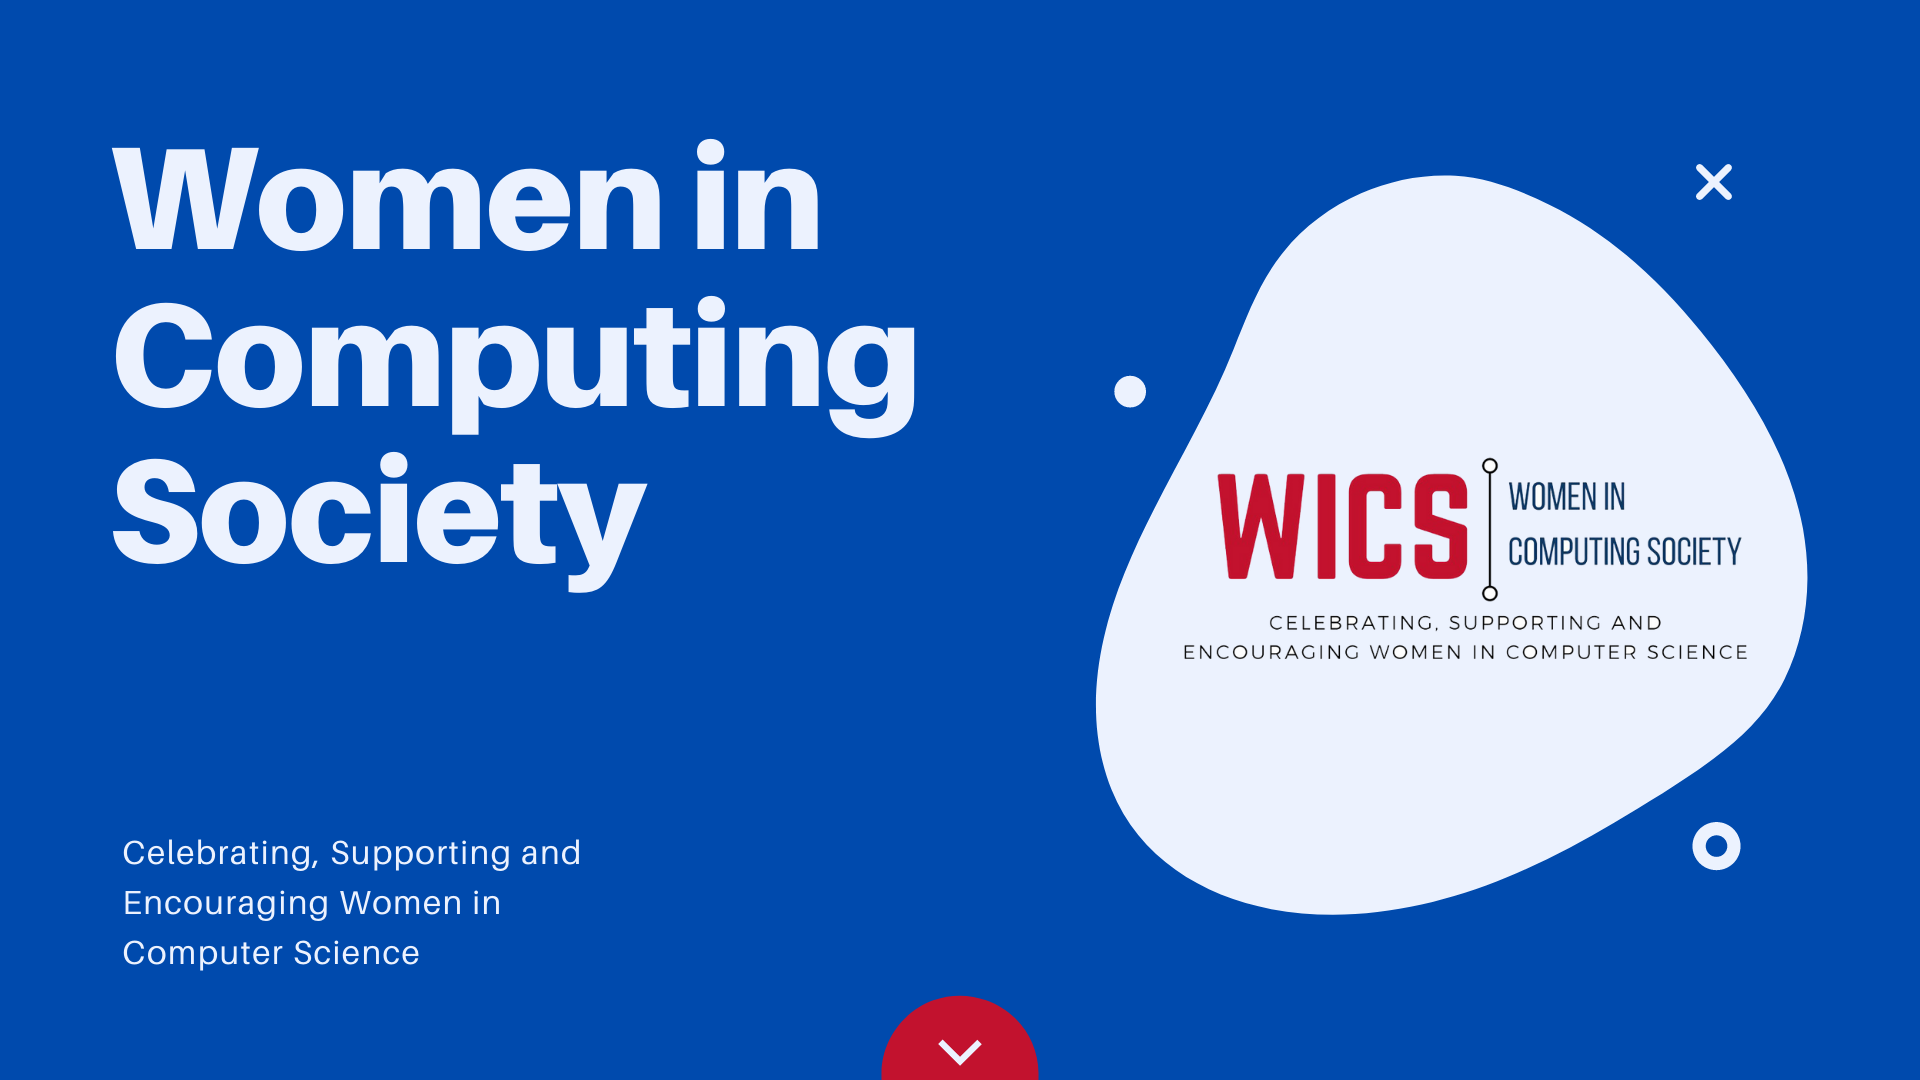 Women in
Computing
Society
Celebrating, Supporting and
Encouraging Women in
Computer Science
WICS
WOMEN IN
COMPUTING SOCIETY
CELEBRATING, SUPPORTING AND
ENCOURAGING WOMEN IN COMPUTER SCIENCE